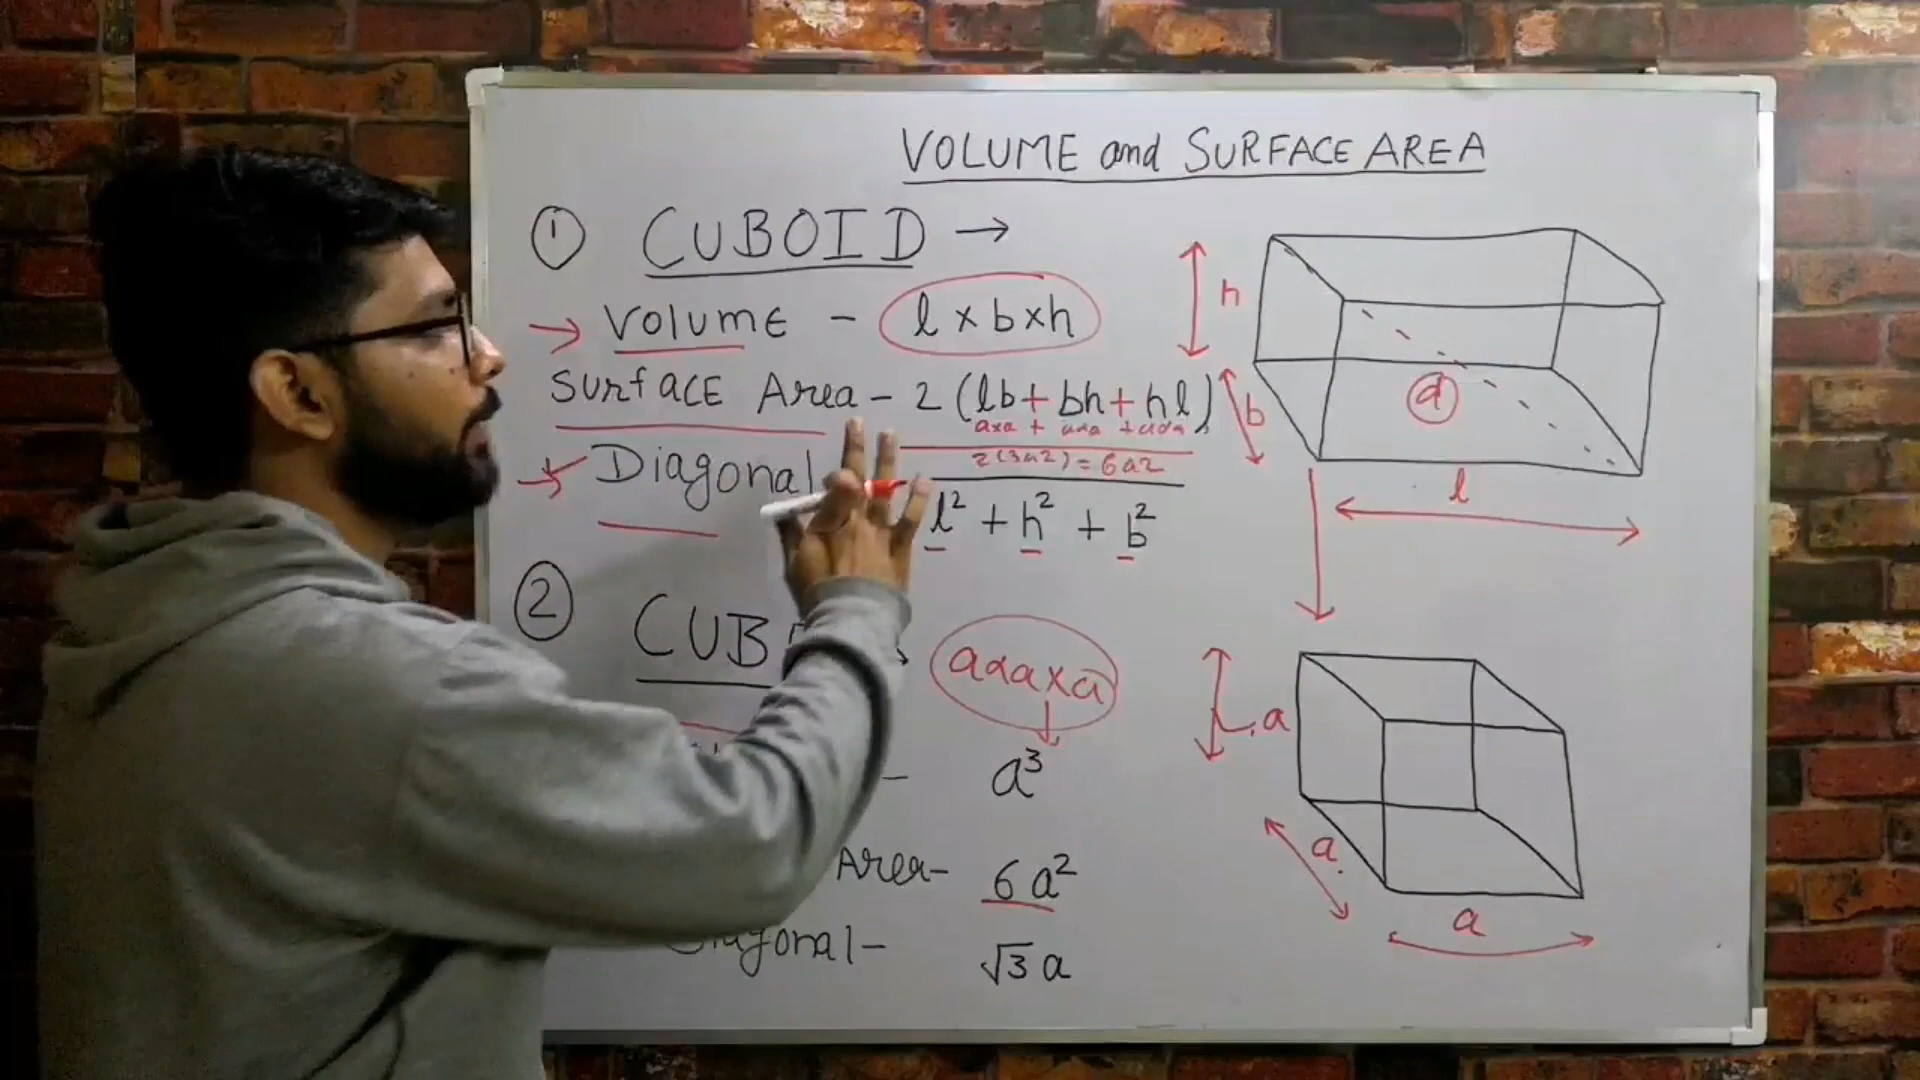 VOLUME and SURFACE AREA
① CUBOID →
→ VOLUME - l × b × h
Surface Area - 2 (lb + bh + hl)
a×a + a×a + a×a
2(3a2) = 6a2
Diagonal
l² + h² + b²
h
b
d
l
②
a×a×a
- a³
Area - 6a²
Diagonal - √3 a
a
a
a